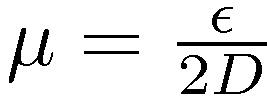 μ = ϵ/2D